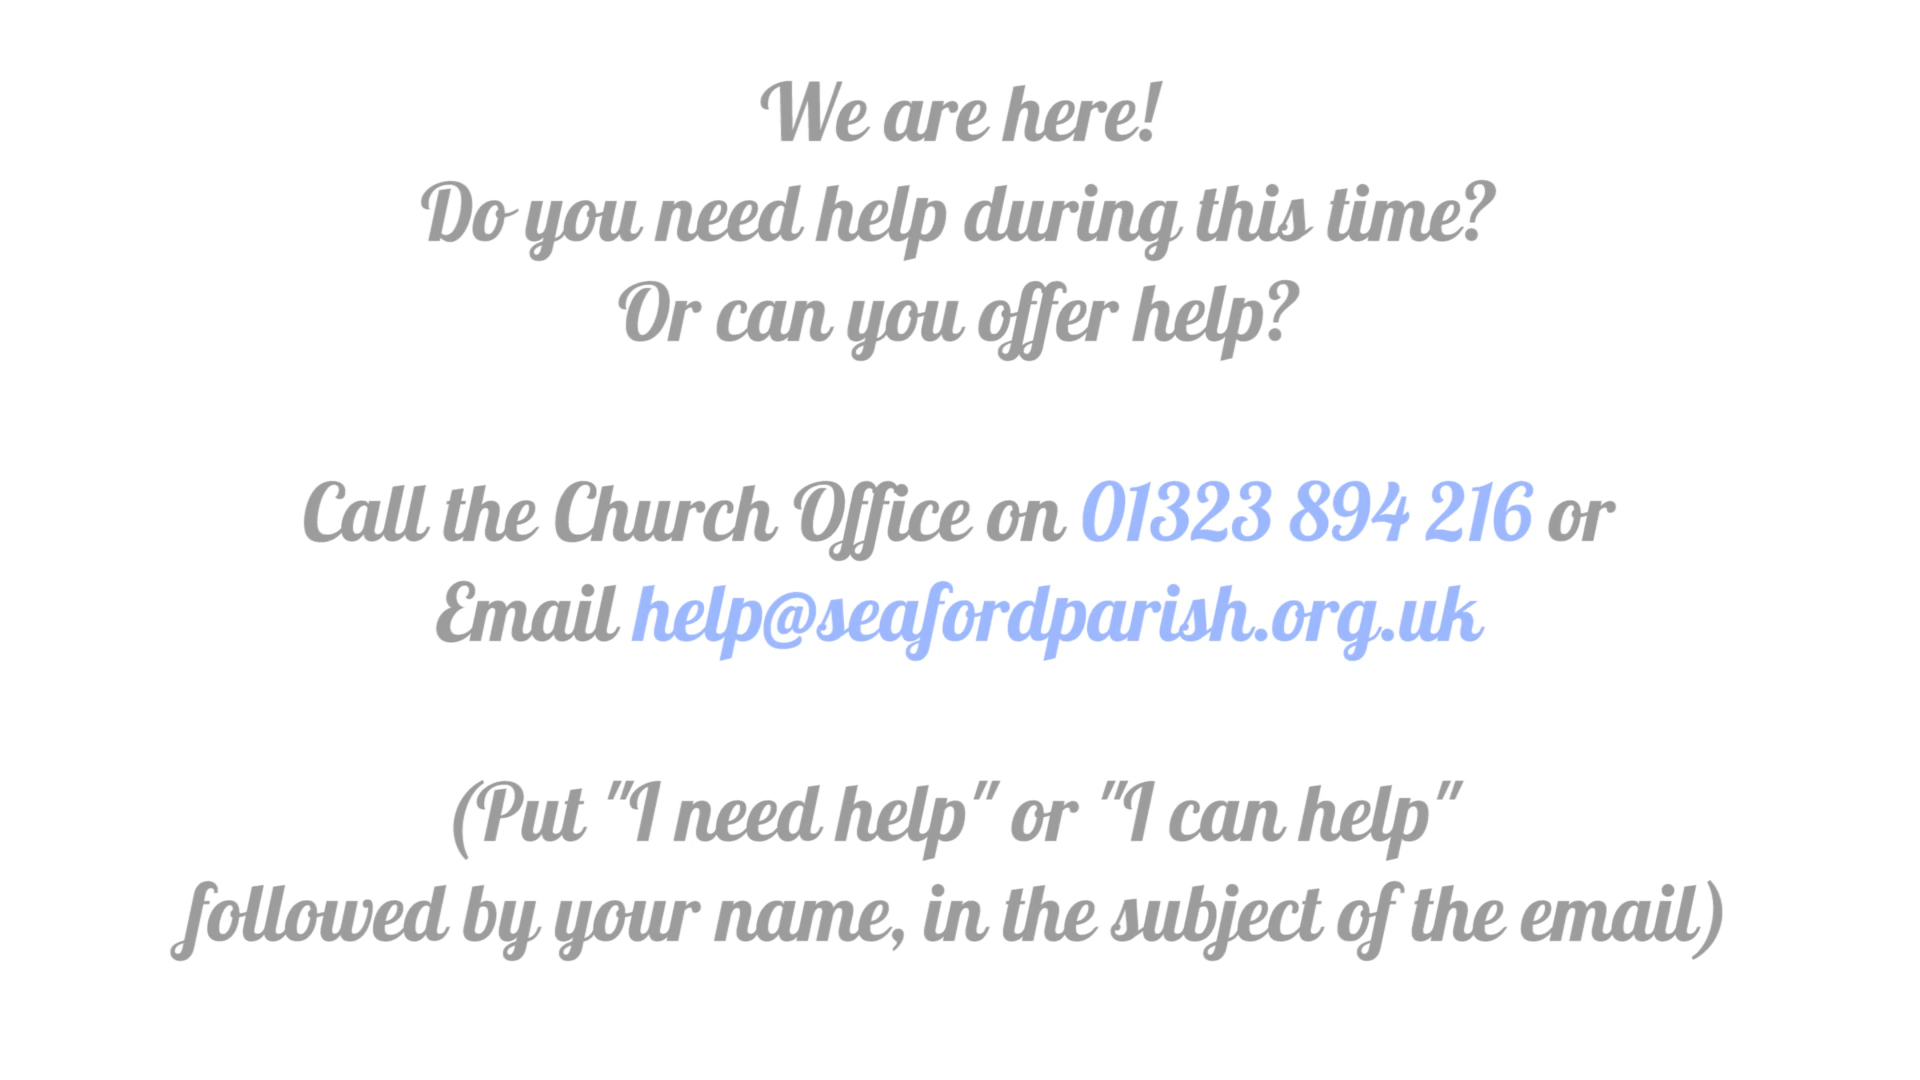 We are here!
Do you need help during this time?
Or can you offer help?
Call the Church Office on 01323 894 216 or
Email help@seafordparish.org.uk
(Put "I need help" or "I can help"
followed by your name, in the subject of the email)